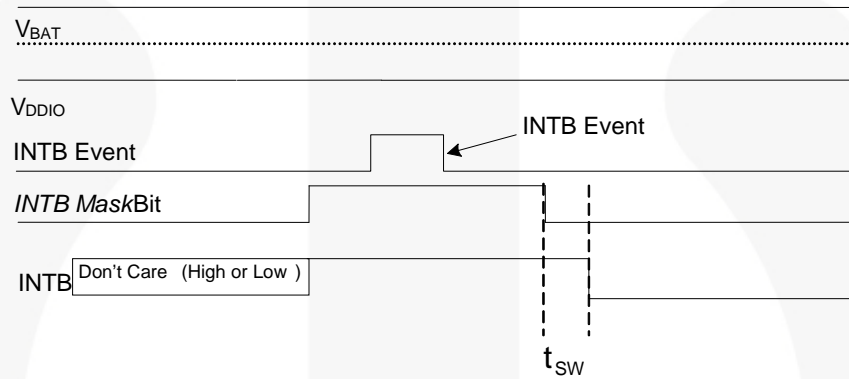 VBAT
VDDIO
INTB Event
INTB Event
INTB MaskBit
INTB
Don't Care (High or Low )
tSW